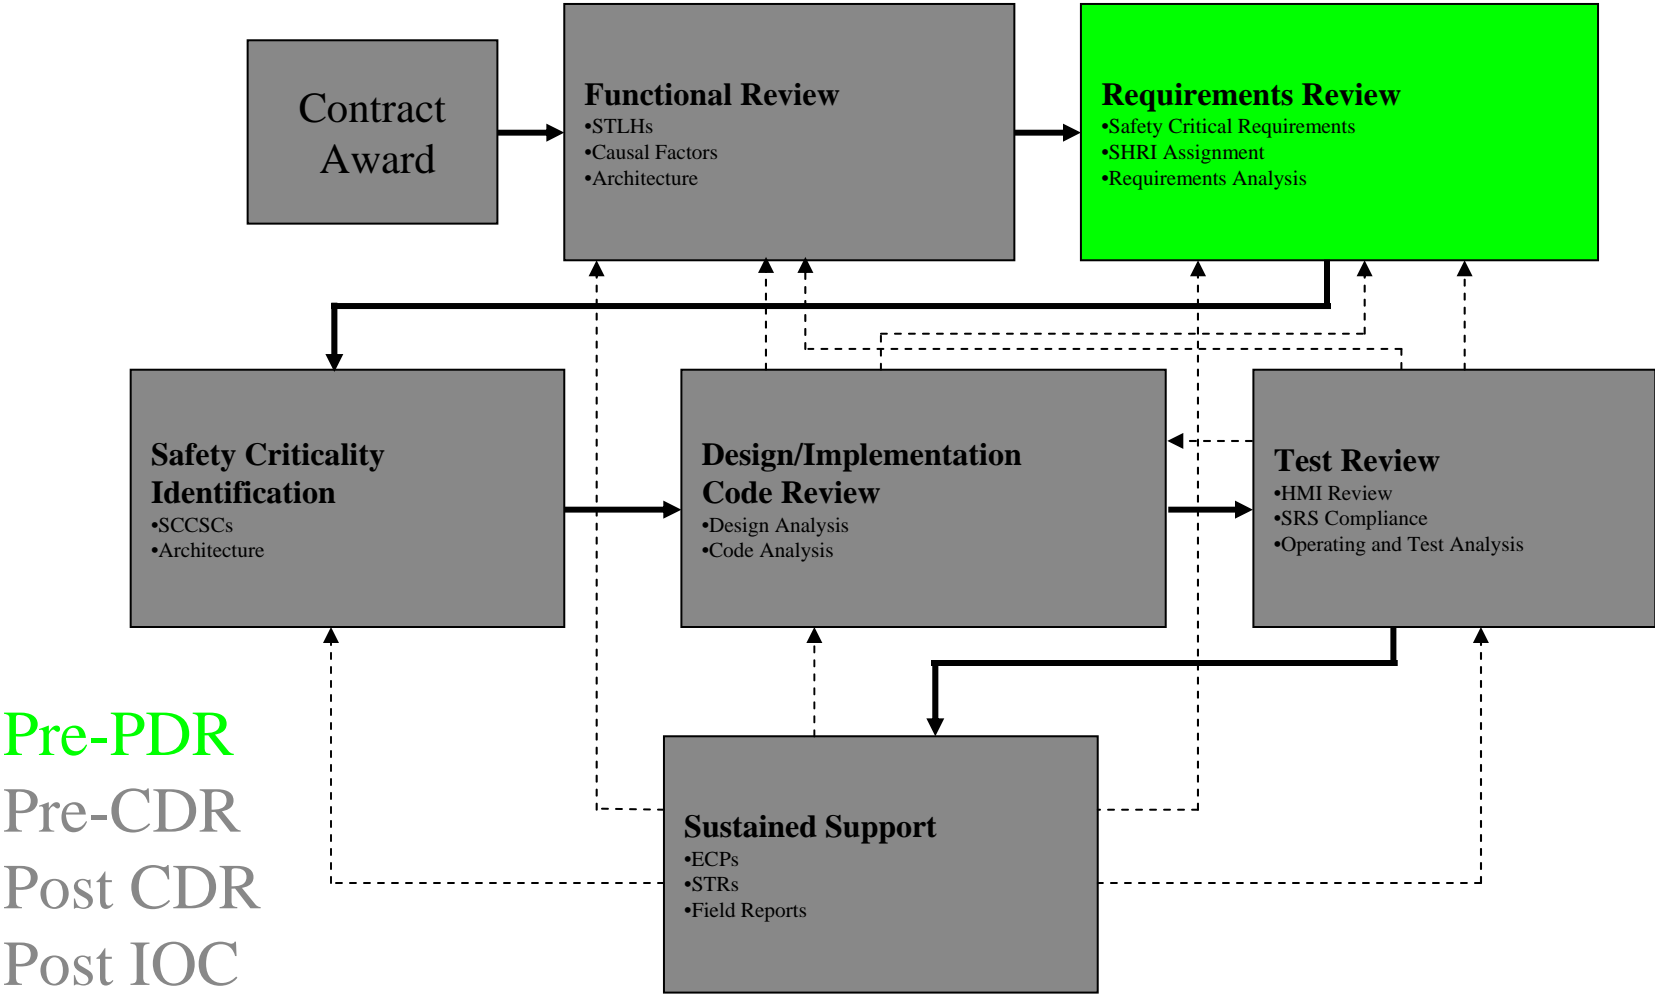 Contract
Award
Functional Review
•STLHs
•Causal Factors
•Architecture
Requirements Review
•Safety Critical Requirements
•SHRI Assignment
•Requirements Analysis
Safety Criticality
Identification
•SCCSCs
•Architecture
Design/Implementation
Code Review
•Design Analysis
•Code Analysis
Test Review
•HMI Review
•SRS Compliance
•Operating and Test Analysis
Sustained Support
•ECPs
•STRs
•Field Reports
Pre-PDR
Pre-CDR
Post CDR
Post IOC